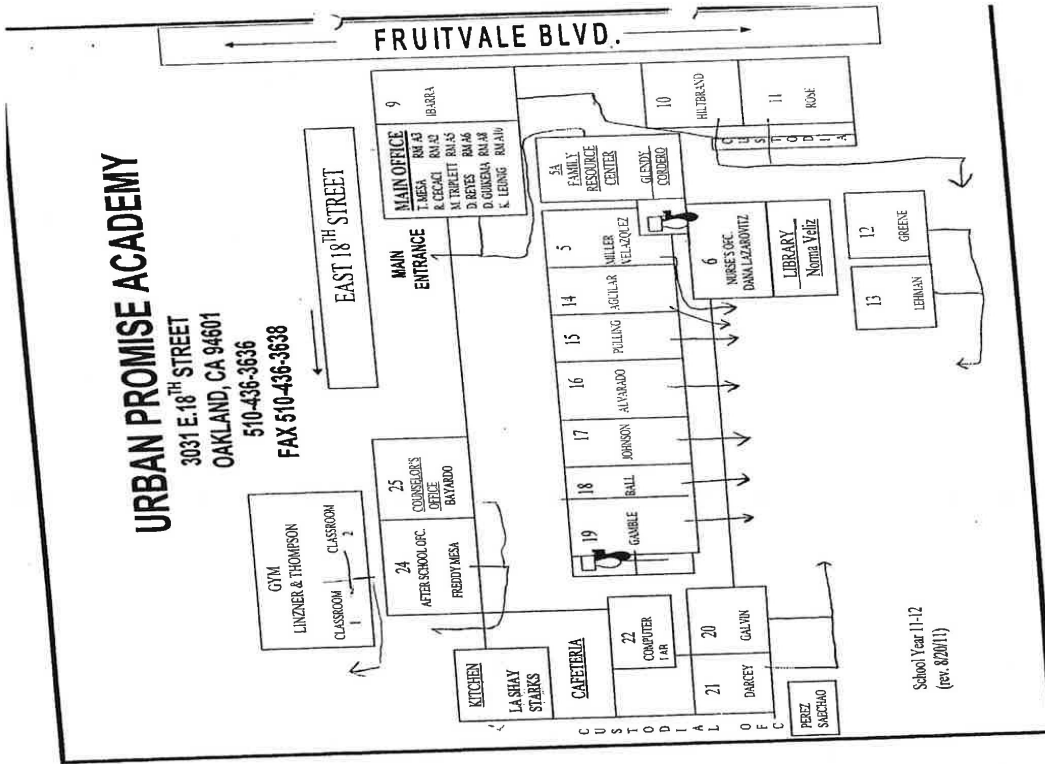 URBAN PROMISE ACADEMY
3031 E.18TH STREET
OAKLAND, CA 94601
510-436-3636
FAX 510-436-3638
FRUITVALE BLVD.
EAST 18TH STREET
MAIN
ENTRANCE
MAIN OFFICE
T. MESA RM A3
R. CECACI RM A2
M TRIPLETT RM A5
D. REYES RM A6
D. GUIKEMA RM A8
K. LEUNIG RM A10
9
IBARRA
10
HILTBRAND
11
ROSE
CUSTODIA
5A
FAMILY
RESOURCE
CENTER
GLENDY
CORDERO
GYM
LINZNER & THOMPSON
CLASSROOM
1
CLASSROOM
2
24
AFTER SCHOOL OFC.
FREDDY MESA
25
COUNSELOR'S
OFFICE
BAYARDO
19
GAMBLE
18
BALL
17
JOHNSON
16
ALVARADO
15
PULLING
14
AGUILAR
5
MILLER
VELAZQUEZ
6
NURSE'S OFC.
DANA LAZAROVITZ
LIBRARY
Norma Veliz
12
GREENE
13
LEHMAN
KITCHEN
LASHAY
STARKS
CAFETERIA
22
COMPUTER
LAB
21
DARCEY
20
GALVIN
CUSTODIAL OFC
PEREZ
SAECHAO
School Year 11-12
(rev. 8/20/11)